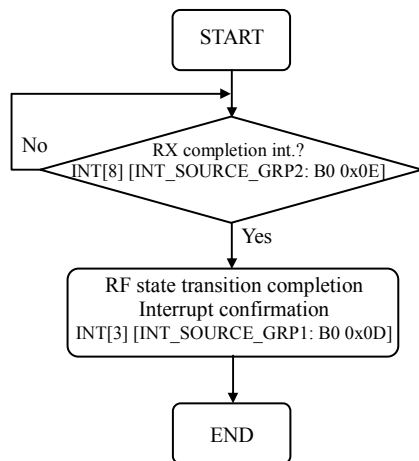 START
No
RX completion int.?
INT[8] [INT_SOURCE_GRP2: B0 0x0E]
Yes
RF state transition completion
Interrupt confirmation
INT[3] [INT_SOURCE_GRP1: B0 0x0D]
END